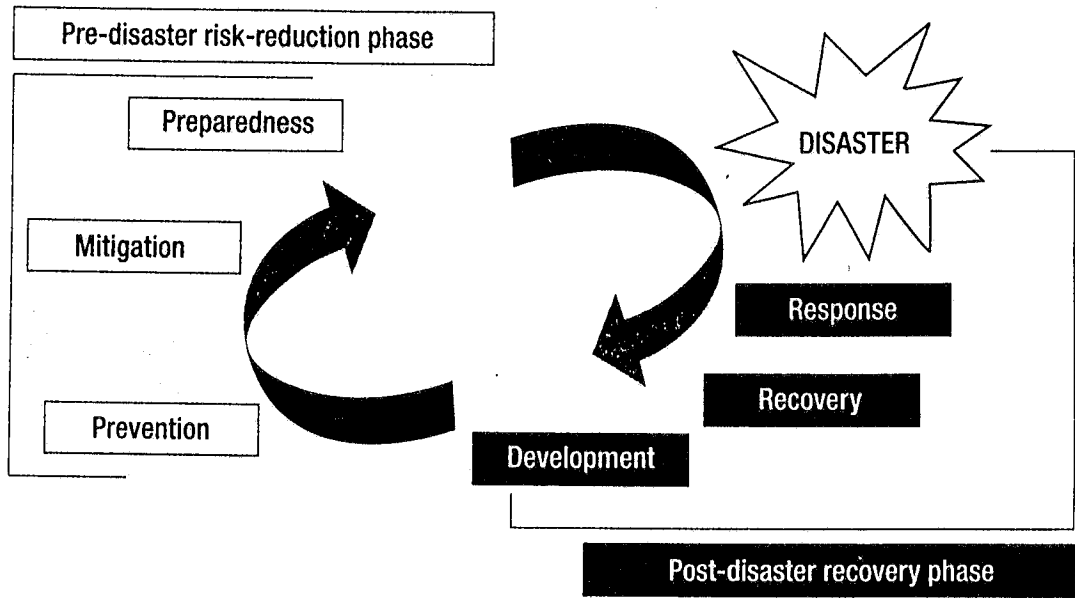 Pre-disaster risk-reduction phase
Preparedness
DISASTER
Mitigation
Response
Recovery
Prevention
Development
Post-disaster recovery phase